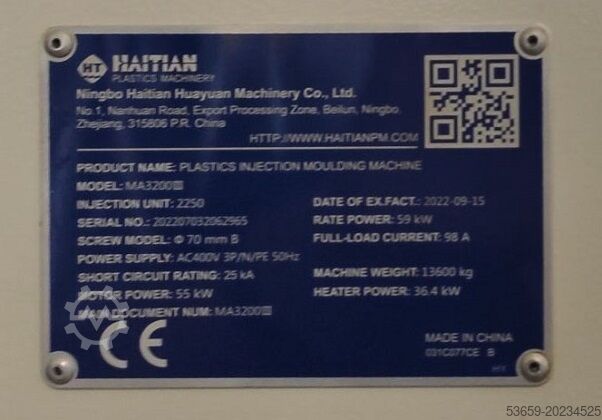 HT HAITIAN
PLASTICS MACHINERY
Ningbo Haitian Huayuan Machinery Co., Ltd.
No.1, Nanhuan Road, Export Processing Zone, Beilun, Ningbo,
Zhejiang, 315806 P.R. China
HTTP://WWW.HAITIANPM.COM
PRODUCT NAME: PLASTICS INJECTION MOULDING MACHINE
MODEL: MA3200Ⅲ
INJECTION UNIT: 2250
DATE OF EX.FACT.: 2022-09-15
SERIAL NO.: 202207032062965
RATE POWER: 59 kW
SCREW MODEL: Φ 70 mm B
FULL-LOAD CURRENT: 98 A
POWER SUPPLY: AC400V 3P/N/PE 50Hz
SHORT CIRCUIT RATING: 25 kA
MACHINE WEIGHT: 13600 kg
MOTOR POWER: 55 kW
HEATER POWER: 36.4 kW
MAIN DOCUMENT NUM: MA3200Ⅲ
CE
MADE IN CHINA
031C077CE B
HY
53659-20234525